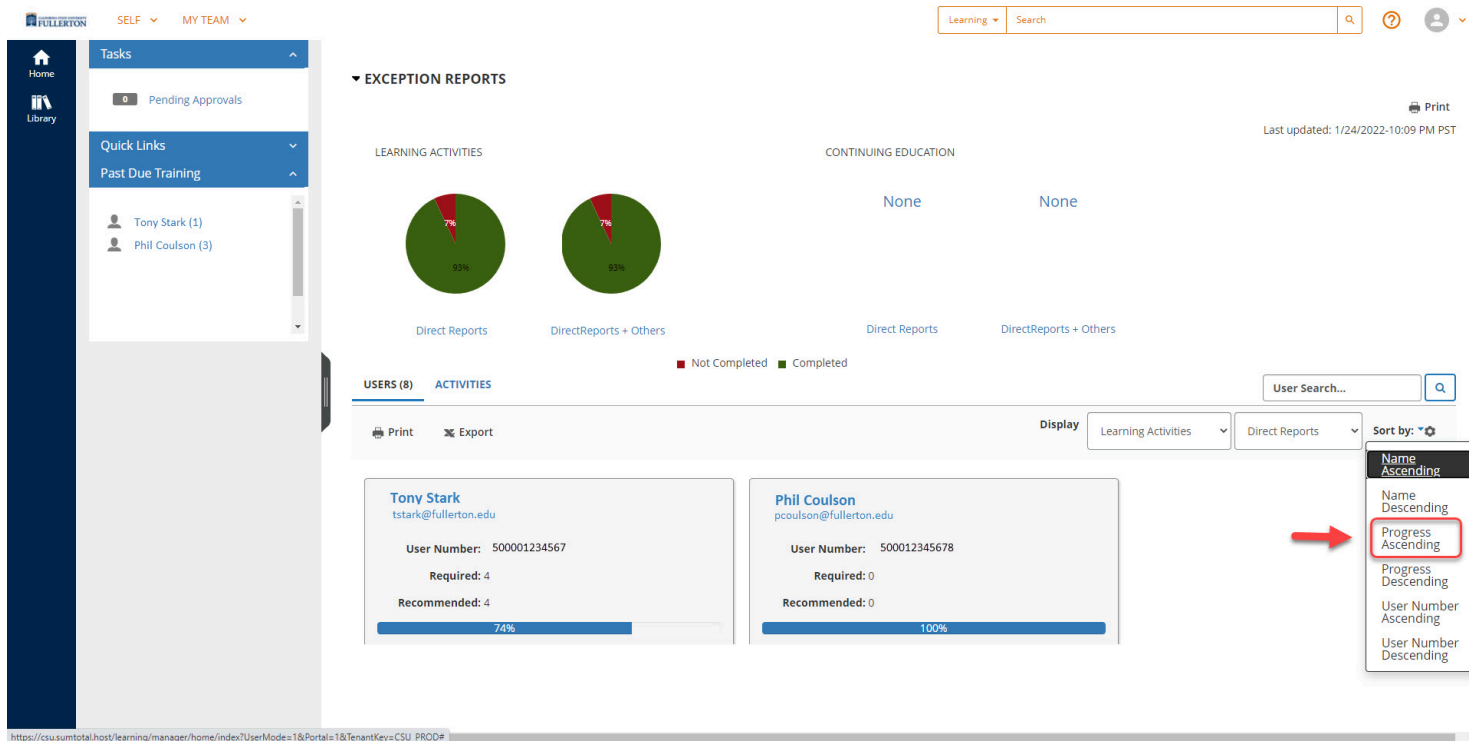 CALIFORNIA STATE UNIVERSITY
FULLERTON
SELF
MY TEAM
Learning
Search
Home
Library
Tasks
0 Pending Approvals
Quick Links
Past Due Training
Tony Stark (1)
Phil Coulson (3)
EXCEPTION REPORTS
Print
Last updated: 1/24/2022-10:09 PM PST
LEARNING ACTIVITIES
CONTINUING EDUCATION
7%
93%
7%
93%
None
None
Direct Reports
DirectReports + Others
Direct Reports
DirectReports + Others
Not Completed Completed
USERS (8)
ACTIVITIES
User Search...
Print
Export
Display
Learning Activities
Direct Reports
Sort by:
Name
Ascending
Name
Descending
Progress
Ascending
Progress
Descending
User Number
Ascending
User Number
Descending
Tony Stark
tstark@fullerton.edu
User Number: 500001234567
Required: 4
Recommended: 4
74%
Phil Coulson
pcoulson@fullerton.edu
User Number: 500012345678
Required: 0
Recommended: 0
100%
https://csu.sumtotal.host/learning/manager/home/index?UserMode=1&Portal=1&TenantKey=CSU_PROD#